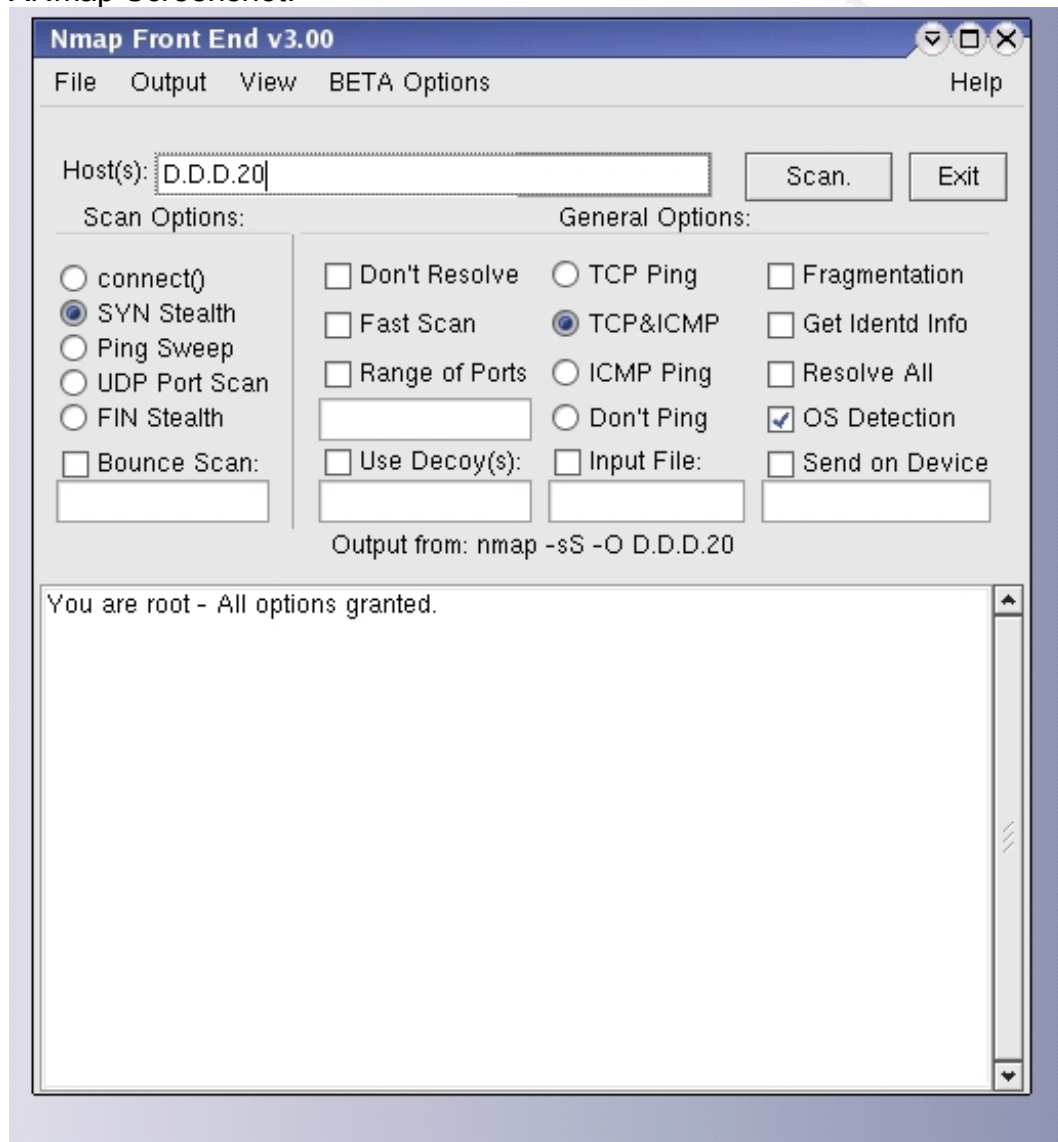 Nmap Front End v3.00
File Output View BETA Options Help
Host(s): D.D.D.20 Scan. Exit
Scan Options: General Options:
connect() Don't Resolve TCP Ping Fragmentation
SYN Stealth Fast Scan TCP&ICMP Get Identd Info
Ping Sweep Range of Ports ICMP Ping Resolve All
UDP Port Scan
FIN Stealth Don't Ping OS Detection
Bounce Scan: Use Decoy(s): Input File: Send on Device
Output from: nmap -sS -O D.D.D.20
You are root - All options granted.